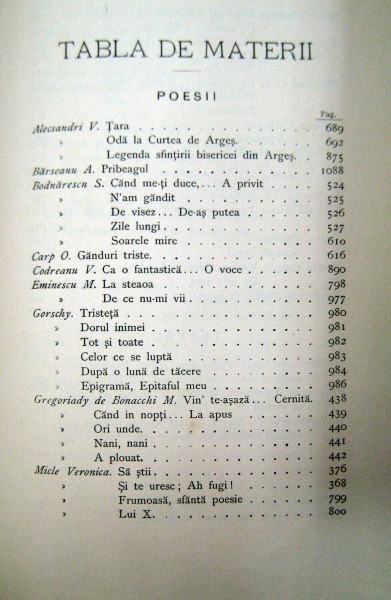 TABLA DE MATERII
POESII
Pag.
Alecsandri V. Țara . . . . . . . . . . . . 689
» Odă la Curtea de Argeș. . . . . . 692
» Legenda sfințirii bisericei din Argeș. . 875
Bărseanu A. Pribeagul . . . . . . . . . . 1088
Bodnărescu S. Când me-ți duce,... A privit . . . 524
» N'am gândit . . . . . . . . . 525
» De visez... De-aș putea . . . . . 526
» Zile lungi . . . . . . . . . . 527
» Soarele mire . . . . . . . . . 610
Carp O. Gânduri triste. . . . . . . . . . 616
Codreanu V. Ca o fantastică... O voce . . . . 890
Eminescu M. La steaoa . . . . . . . . . . 798
» De ce nu-mi vii . . . . . . . . 977
Gorschy. Tristeță . . . . . . . . . . . . 980
» Dorul inimei . . . . . . . . . . 981
» Tot și toate . . . . . . . . . . 982
» Celor ce se luptă . . . . . . . . 983
» După o lună de tăcere . . . . . . . 984
» Epigramă, Epitaful meu . . . . . . 986
Gregoriady de Bonacchi M. Vin' te-așază... Cernită. 438
» Când in nopți... La apus . . . . 439
» Ori unde. . . . . . . . . . 440
» Nani, nani . . . . . . . . . 441
» A plouat. . . . . . . . . . 442
Micle Veronica. Să știi. . . . . . . . . . . 376
» Și te uresc; Ah fugi! . . . . . . 368
» Frumoasă, sfântă poesie . . . . . 799
» Lui X. . . . . . . . . . . 800